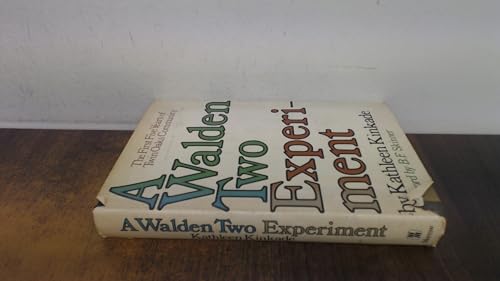 The First Five Years of
Twin Oaks Community
A
Walden
Two
Experi-
ment
by Kathleen Kinkade
by B.F. Skinner
A Walden Two Experiment
Kathleen Kinkade